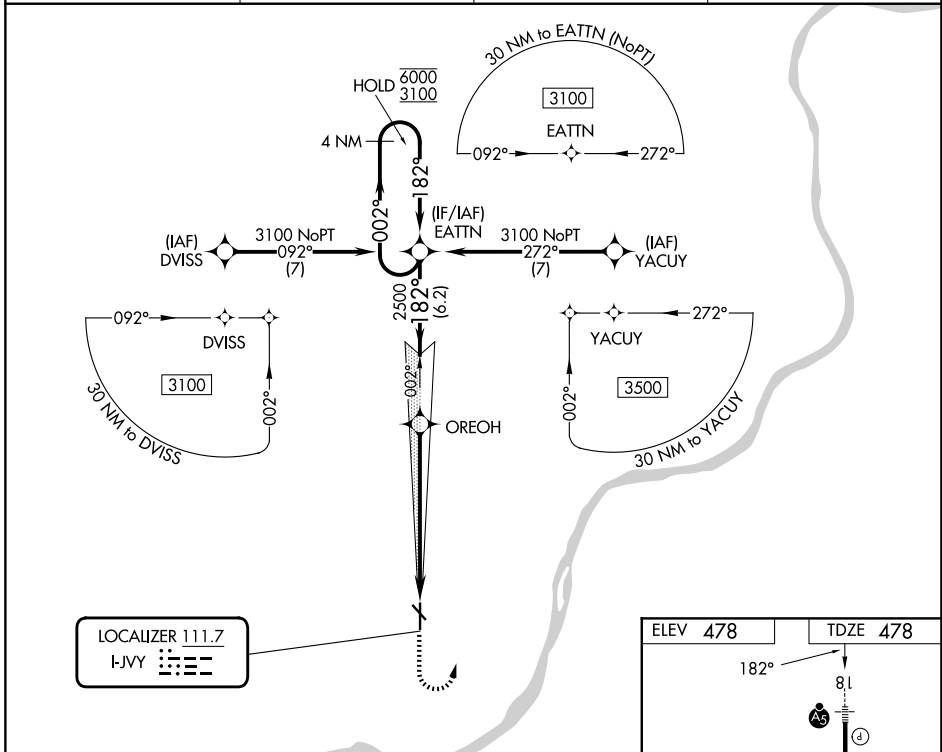 30 NM to EATTN (NoPT)
3100
EATTN
092°
272°
HOLD 6000
3100
4 NM
182°
002°
(IF/IAF)
EATTN
(IAF)
DVISS
3100 NoPT
092°
(7)
3100 NoPT
272°
(7)
(IAF)
YACUY
2500
182°
(6.2)
092°
DVISS
3100
002°
30 NM to DVISS
272°
YACUY
3500
002°
30 NM to YACUY
002°
OREOH
LOCALIZER 111.7
I-JVY
ELEV 478
TDZE 478
182°
18
A5
P